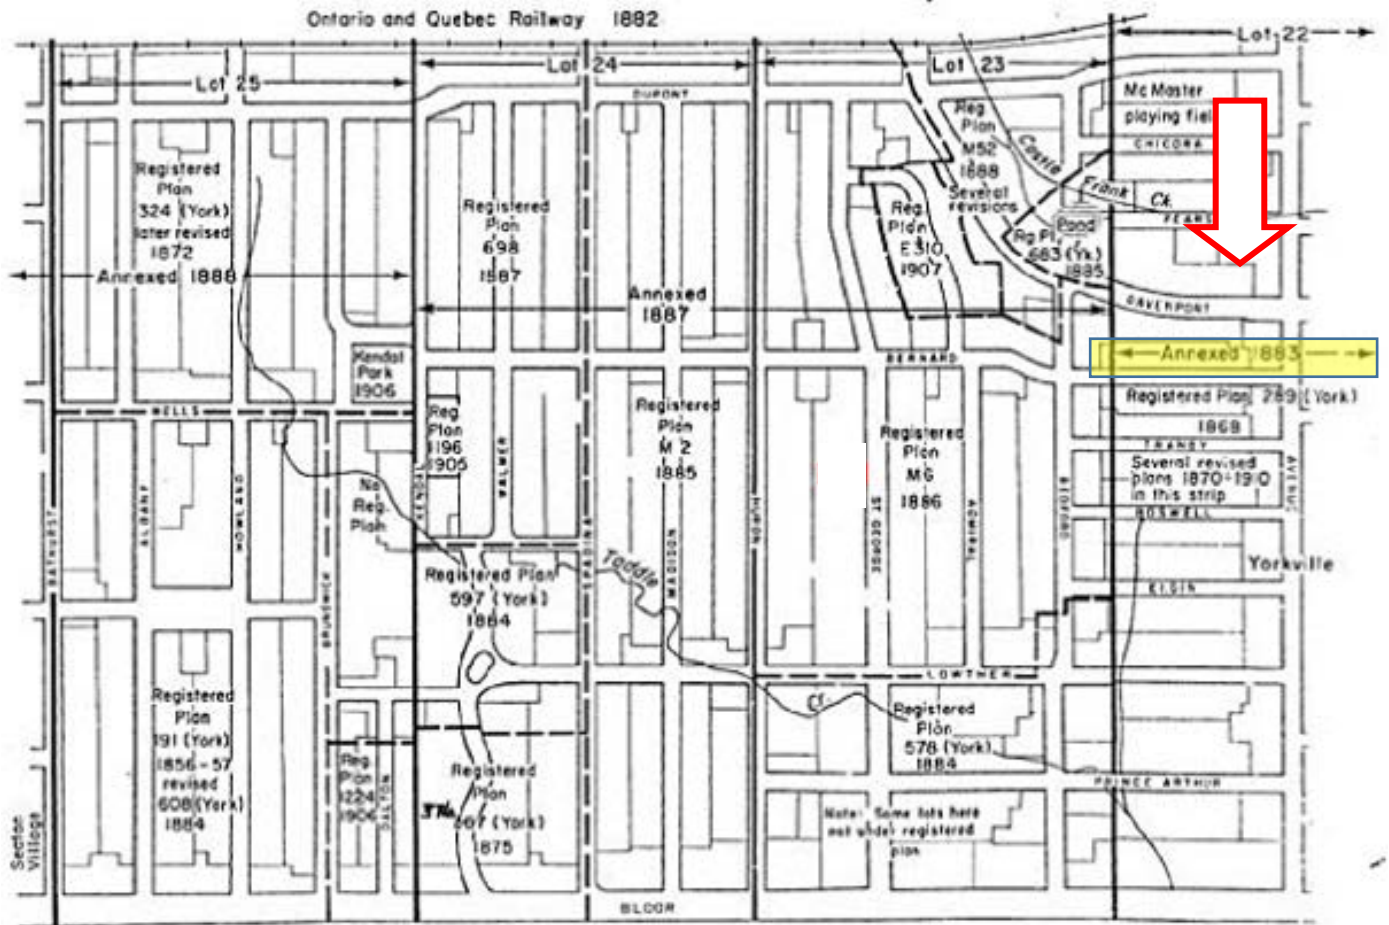 Ontario and Quebec Railway 1882
Lot 22
Lot 25
Lot 24
Lot 23
DUPONT
Mc Master
playing fiel
CHICORA
Reg.
Plan
M52
1888
Several
revisions
Castle
Frank
Ck.
PEARS
Pond
Rg Pl.
683 (Yk)
1885
DAVENPORT
Registered
Plan
324 (York)
later revised
1872
Annexed 1888
Registered
Plan
698
1587
Annexed
1887
Reg.
Plan
E310
1907
BERNARD
Annexed 1883
Kendal
Park
1906
Registered Plan 289 (York)
1868
TRANBY
Several revised
plans 1870-1910
in this strip
BOSWELL
Yorkville
ELGIN
AVENUE
WELLS
Reg.
Plan
1196
1905
WALMER
Registered
Plan
M 2
1885
Registered
Plan
M6
1886
No
Reg.
Plan
BATHURST
ALBANY
HOWLAND
BRUNSWICK
KENDAL
SPADINA
MADISON
HURON
ST GEORGE
ADMIRAL
BEDFORD
Registered Plan
597 (York)
1884
Taddle
Cr.
LOWTHER
Registered
Plan
191 (York)
1856-57
revised
608 (York)
1884
Reg.
Plan
1224
1906
DALTON
Registered
Plan
(York)
1875
Registered
Plan
578 (York)
1884
PRINCE ARTHUR
Note: Some lots here
not under registered
plan
Seaton
Village
BLOOR